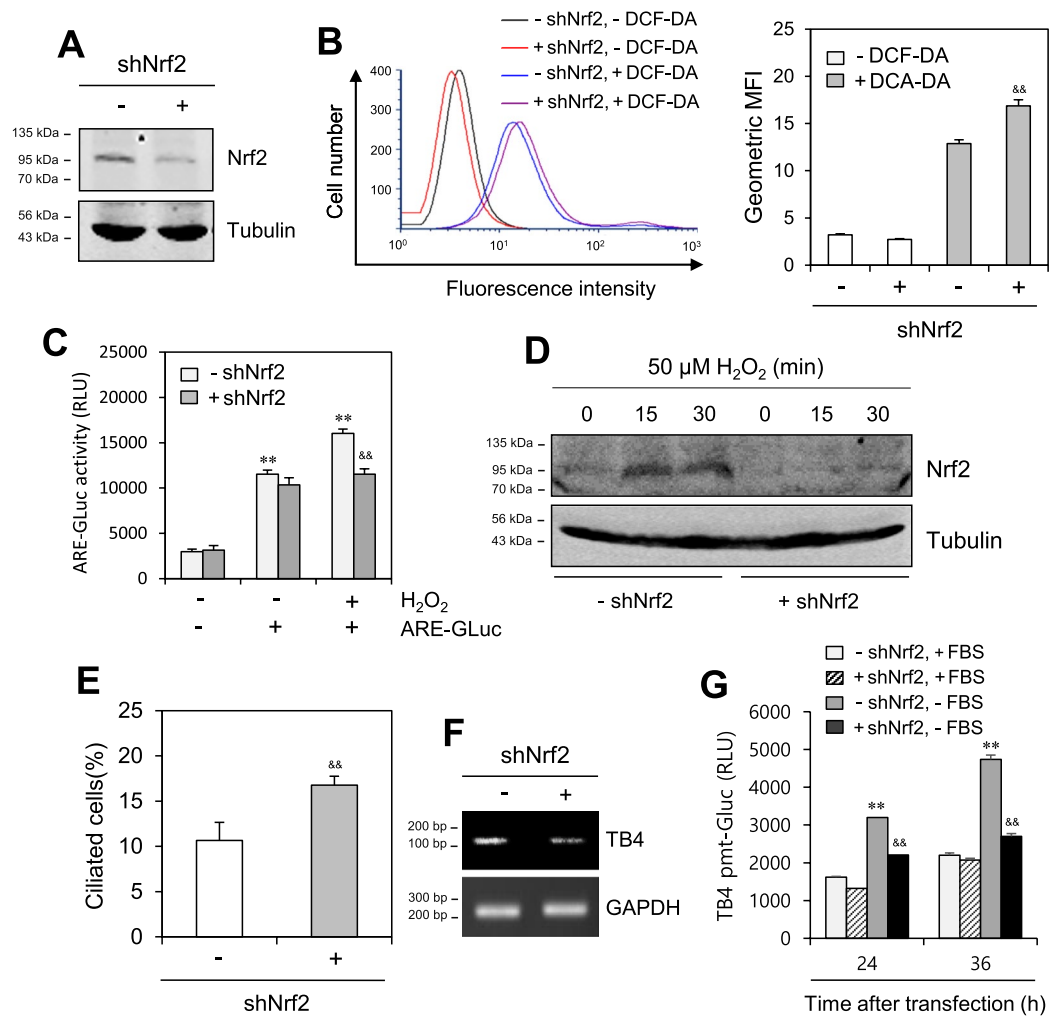 A
shNrf2
- +
135 kDa
95 kDa
70 kDa
Nrf2
56 kDa
43 kDa
Tubulin
B
- shNrf2, - DCF-DA
+ shNrf2, - DCF-DA
- shNrf2, + DCF-DA
+ shNrf2, + DCF-DA
Cell number
400
300
200
100
10⁰ 10¹ 10² 10³
Fluorescence intensity
Geometric MFI
25
20
15
10
5
0
- DCF-DA
+ DCA-DA
&&
- + - +
shNrf2
C
ARE-GLuc activity (RLU)
25000
20000
15000
10000
5000
0
- shNrf2
+ shNrf2
**
**
&&
- - + H₂O₂
- + + ARE-GLuc
D
50 µM H₂O₂ (min)
0 15 30 0 15 30
135 kDa
95 kDa
70 kDa
Nrf2
56 kDa
43 kDa
Tubulin
- shNrf2 + shNrf2
E
Ciliated cells(%)
25
20
15
10
5
0
&&
- +
shNrf2
F
shNrf2
- +
200 bp
100 bp
TB4
300 bp
200 bp
GAPDH
G
- shNrf2, + FBS
+ shNrf2, + FBS
- shNrf2, - FBS
+ shNrf2, - FBS
TB4 pmt-Gluc (RLU)
6000
5000
4000
3000
2000
1000
0
**
&&
**
&&
24 36
Time after transfection (h)